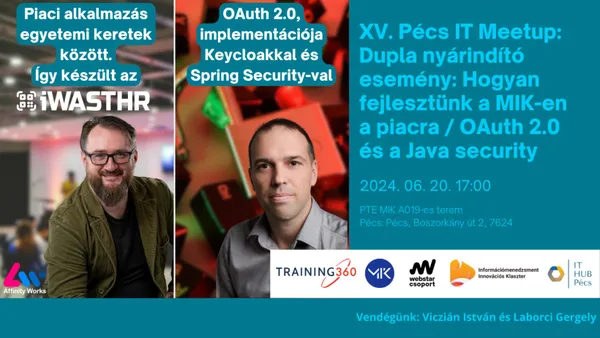 Piaci alkalmazás
egyetemi keretek
között.
Így készült az
iWASTHR
Affinity Works
OAuth 2.0,
implementációja
Keycloakkal és
Spring Security-val
XV. Pécs IT Meetup:
Dupla nyárindító
esemény: Hogyan
fejlesztünk a MIK-en
a piacra / OAuth 2.0
és a Java security
2024. 06. 20. 17:00
PTE MIK A019-es terem
Pécs: Pécs, Boszorkány út 2, 7624
TRAINING360
MIK
webstar
csoport
Információmenedzsment
Innovációs Klaszter
IT
HUB
Pécs
Vendégünk: Viczián István és Laborci Gergely